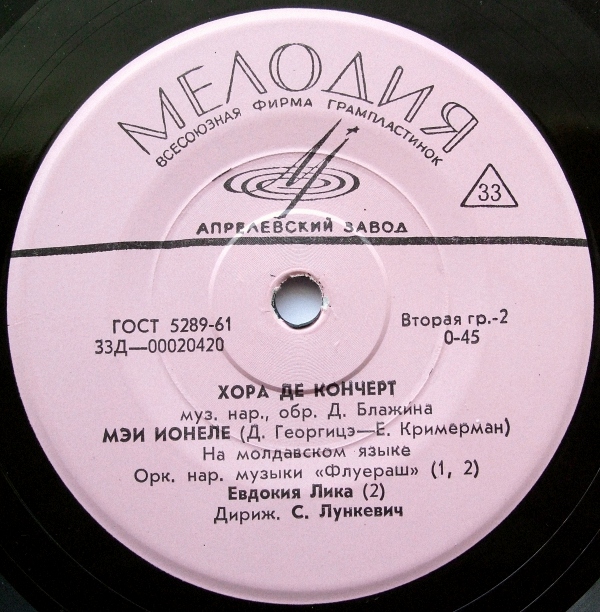 МЕЛОДИЯ
ВСЕСОЮЗНАЯ ФИРМА ГРАМПЛАСТИНОК
33
АПРЕЛЕВСКИЙ ЗАВОД
ГОСТ 5289-61
Вторая гр.-2
33Д—00020420
0-45
ХОРА ДЕ КОНЧЕРТ
муз. нар., обр. Д. Блажина
МЭИ ИОНЕЛЕ (Д. Георгицэ—Е. Кримерман)
На молдавском языке
Орк. нар. музыки «Флуераш» (1, 2)
Евдокия Лика (2)
Дириж. С. Лункевич